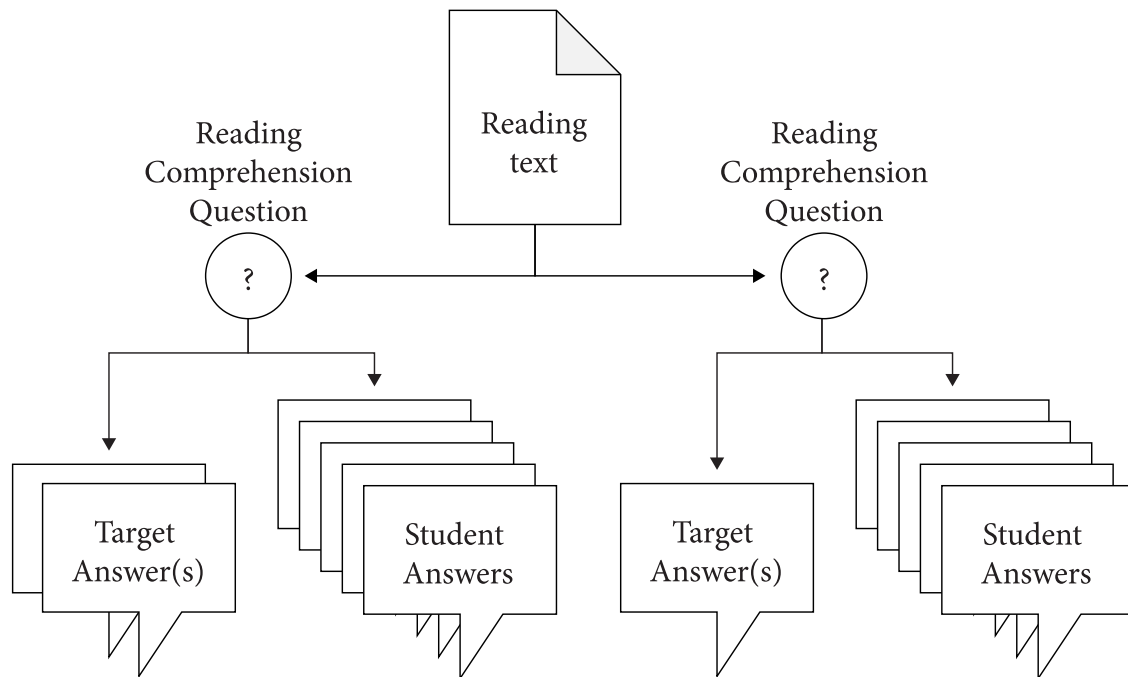 Reading
text
Reading
Comprehension
Question
?
Reading
Comprehension
Question
?
Target
Answer(s)
Student
Answers
Target
Answer(s)
Student
Answers